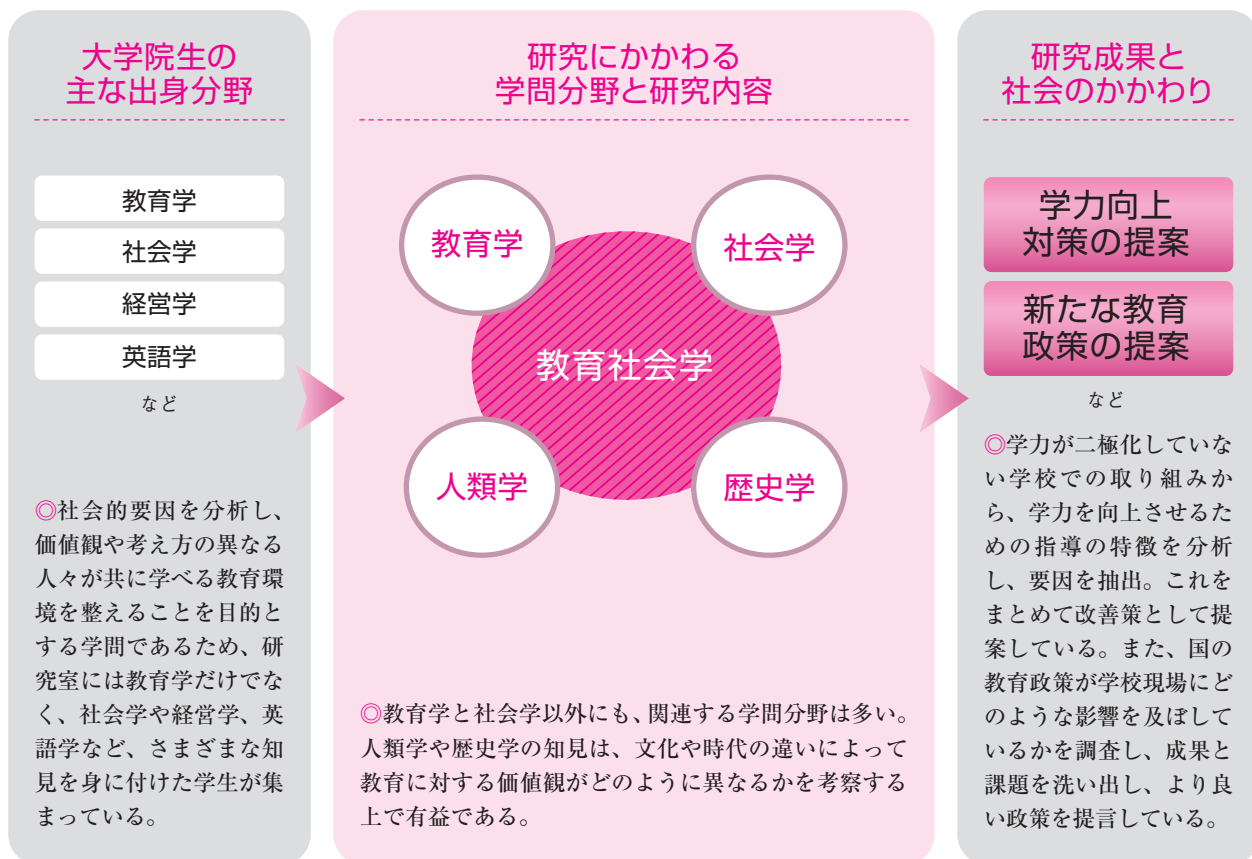 大学院生の
主な出身分野
教育学
社会学
経営学
英語学
など
◎社会的要因を分析し、
価値観や考え方の異なる
人々が共に学べる教育環
境を整えることを目的と
する学問であるため、研
究室には教育学だけでな
く、社会学や経営学、英
語学など、さまざまな知
見を身に付けた学生が集
まっている。
研究にかかわる
学問分野と研究内容
教育学
社会学
教育社会学
人類学
歴史学
◎教育学と社会学以外にも、関連する学問分野は多い。
人類学や歴史学の知見は、文化や時代の違いによって
教育に対する価値観がどのように異なるかを考察する
上で有益である。
研究成果と
社会のかかわり
学力向上
対策の提案
新たな教育
政策の提案
など
◎学力が二極化していな
い学校での取り組みか
ら、学力を向上させるた
めの指導の特徴を分析
し、要因を抽出。これを
まとめて改善策として提
案している。また、国の
教育政策が学校現場にど
のような影響を及ぼして
いるかを調査し、成果と
課題を洗い出し、より良
い政策を提言している。